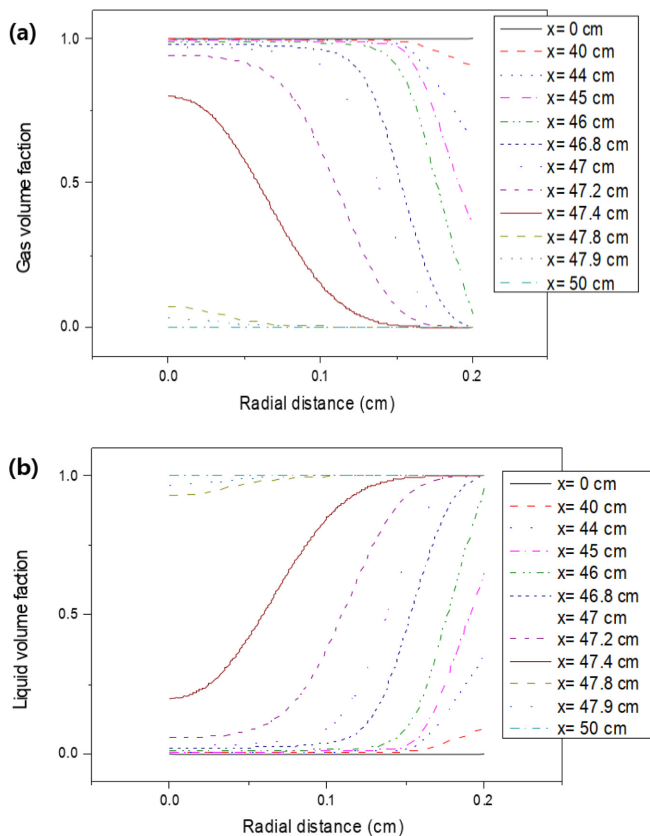 (a)
1.0
0.5
0.0
Gas volume faction
0.0
0.1
0.2
Radial distance (cm)
x= 0 cm
x= 40 cm
x= 44 cm
x= 45 cm
x= 46 cm
x= 46.8 cm
x= 47 cm
x= 47.2 cm
x= 47.4 cm
x= 47.8 cm
x= 47.9 cm
x= 50 cm
(b)
1.0
0.5
0.0
Liquid volume faction
0.0
0.1
0.2
Radial distance (cm)
x= 0 cm
x= 40 cm
x= 44 cm
x= 45 cm
x= 46 cm
x= 46.8 cm
x= 47 cm
x= 47.2 cm
x= 47.4 cm
x= 47.8 cm
x= 47.9 cm
x= 50 cm